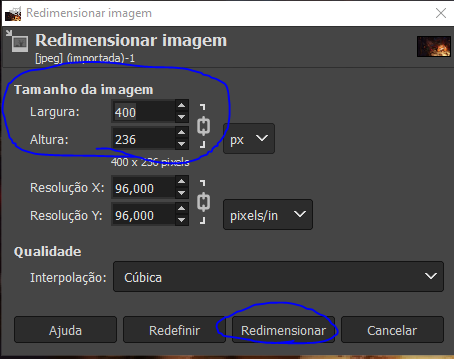 Redimensionar imagem
Redimensionar imagem
[jpeg] (importada)-1
Tamanho da imagem
Largura: 400
Altura: 236 px
400 x 236 pixels
Resolução X: 96,000
Resolução Y: 96,000 pixels/in
Qualidade
Interpolação: Cúbica
Ajuda Redefinir Redimensionar Cancelar